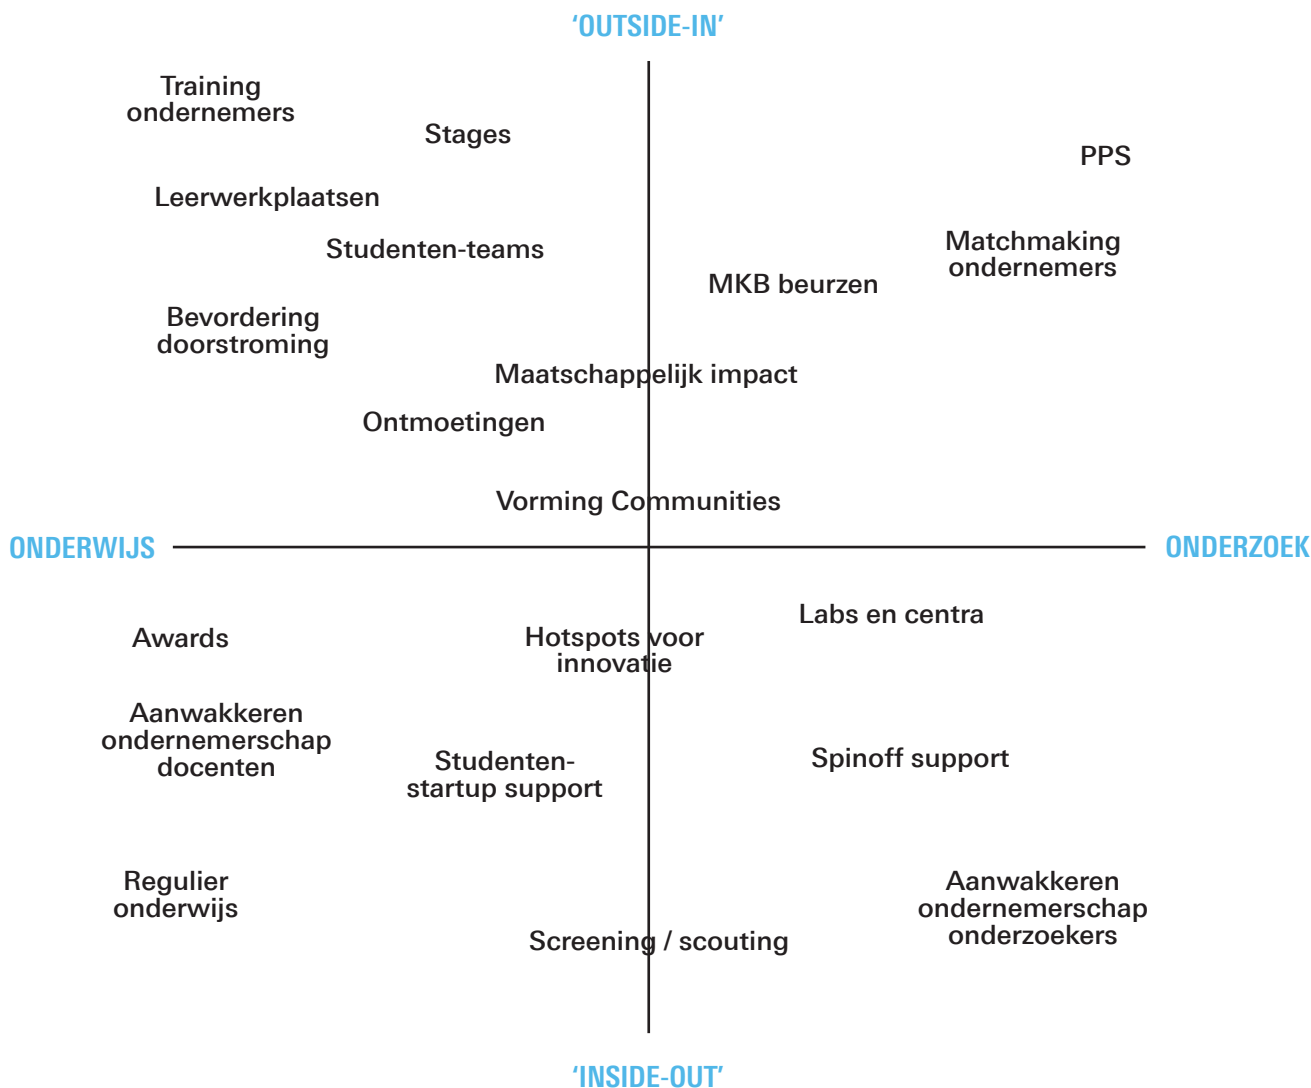 ‘OUTSIDE-IN’
Training
ondernemers
Stages
PPS
Leerwerkplaatsen
Studenten-teams
Matchmaking
ondernemers
MKB beurzen
Bevordering
doorstroming
Maatschappelijk impact
Ontmoetingen
Vorming Communities
ONDERWIJS
ONDERZOEK
Labs en centra
Awards
Hotspots voor
innovatie
Aanwakkeren
ondernemerschap
docenten
Studenten-
startup support
Spinoff support
Regulier
onderwijs
Aanwakkeren
ondernemerschap
onderzoekers
Screening / scouting
‘INSIDE-OUT’